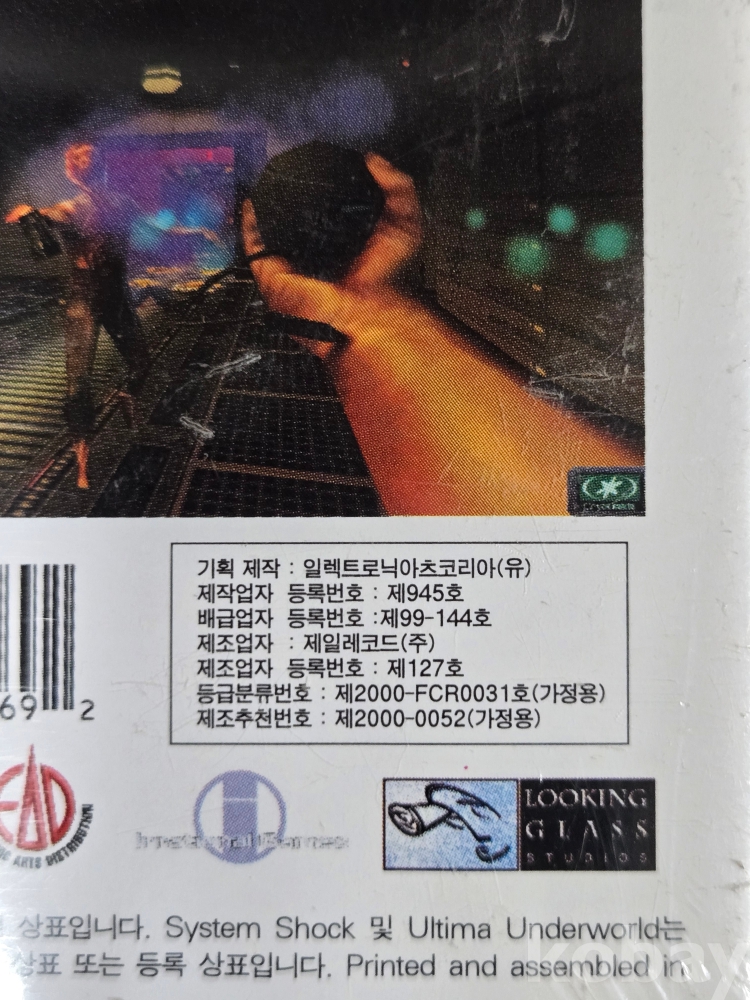 기획 제작 : 일렉트로닉아츠코리아(유)
제작업자 등록번호 : 제945호
배급업자 등록번호 :제99-144호
제조업자 : 제일레코드(주)
제조업자 등록번호 : 제127호
등급분류번호 : 제2000-FCR0031호(가정용)
제조추천번호 : 제2000-0052(가정용)
69 2
EAD
ARTS DISTRIBUTION
Irrational Games
LOOKING
GLASS
STUDIOS
상표입니다. System Shock 및 Ultima Underworld는
상표 또는 등록 상표입니다. Printed and assembled in
kobay